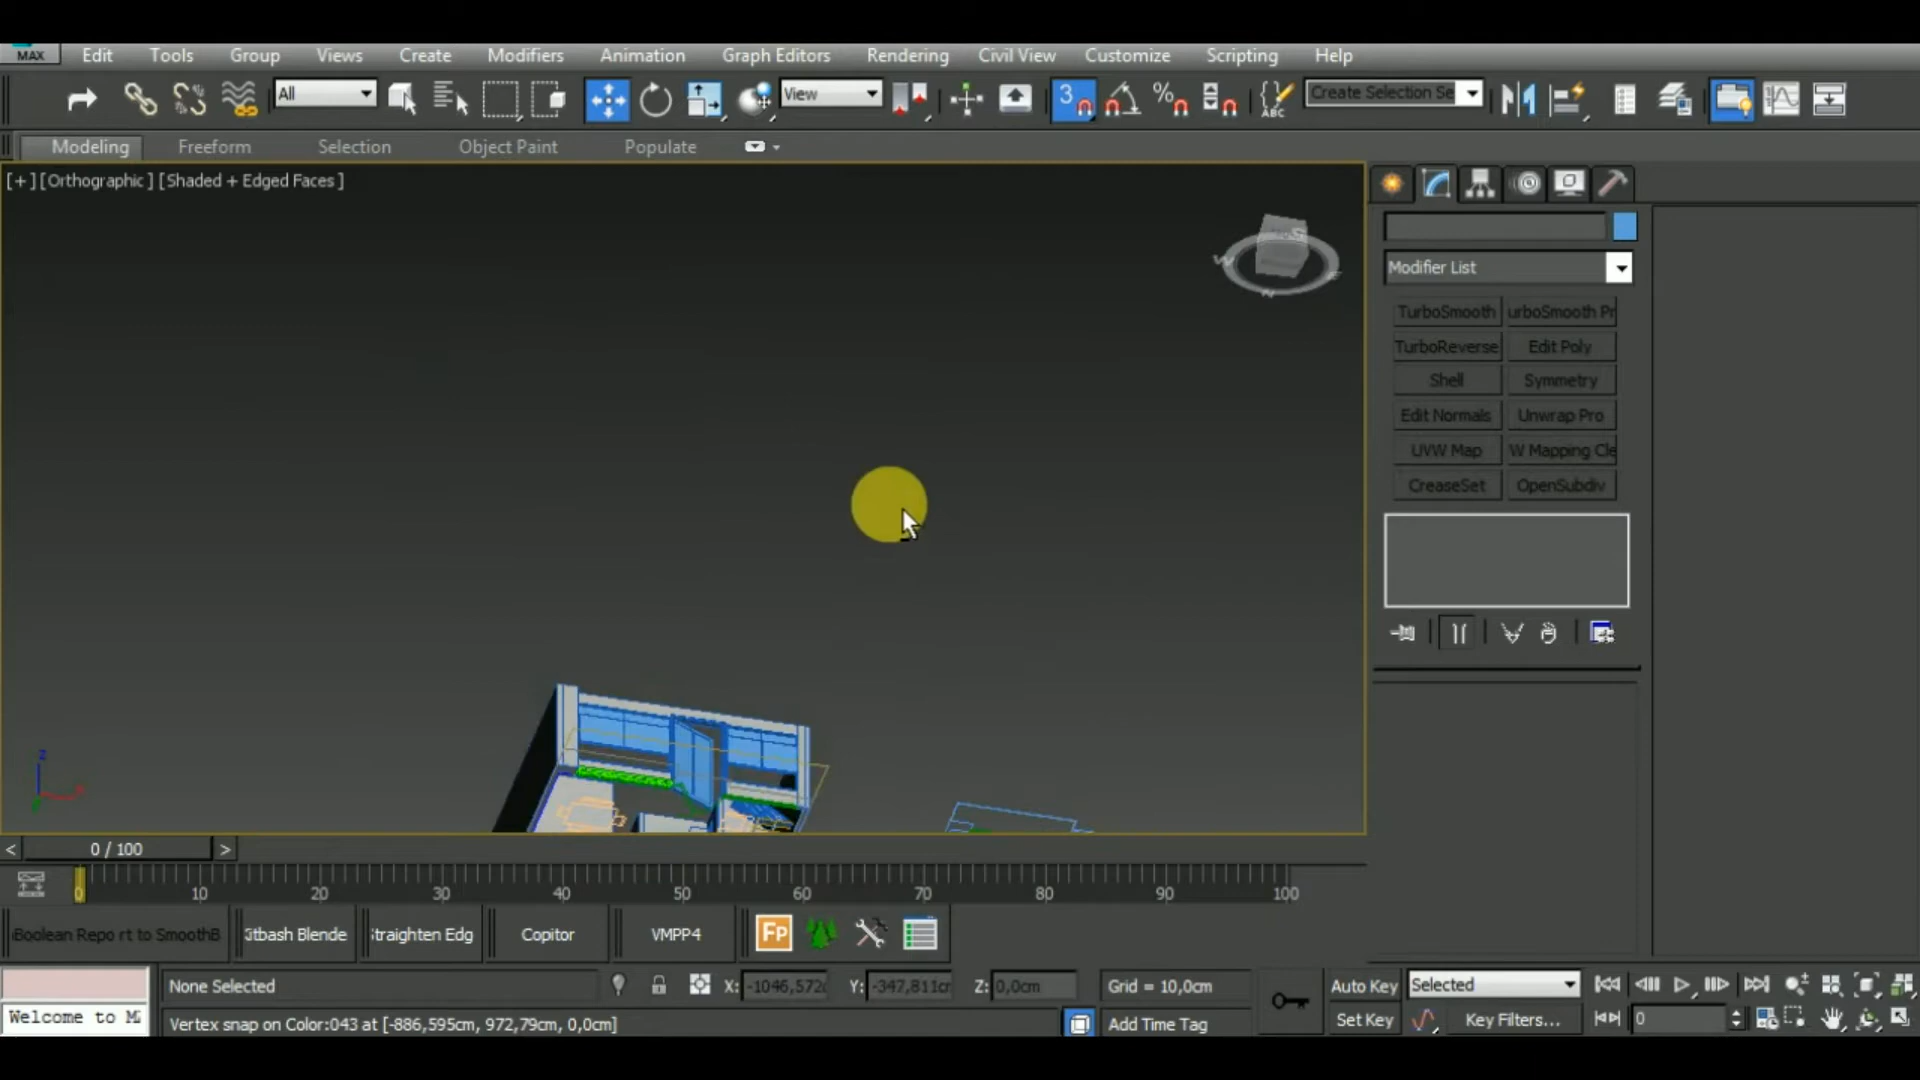 MAX Edit Tools Group Views Create Modifiers Animation Graph Editors Rendering Civil View Customize Scripting Help
All View 3 % ABC Create Selection Se
Modeling Freeform Selection Object Paint Populate
[+] [Orthographic] [Shaded + Edged Faces]
Modifier List
TurboSmooth urboSmooth Pr
TurboReverse Edit Poly
Shell Symmetry
Edit Normals Unwrap Pro
UVW Map W Mapping Cle
CreaseSet OpenSubdiv
Z
< 0 / 100 >
0 10 20 30 40 50 60 70 80 90 100
Boolean Repo rt to SmoothB itbash Blende traighten Edg Copitor VMPP4 Fp
None Selected X: -1046,572 Y: -347,811cm Z: 0,0cm Grid = 10,0cm Auto Key Selected
Welcome to M Vertex snap on Color:043 at [-886,595cm, 972,79cm, 0,0cm] Add Time Tag Set Key Key Filters... 0